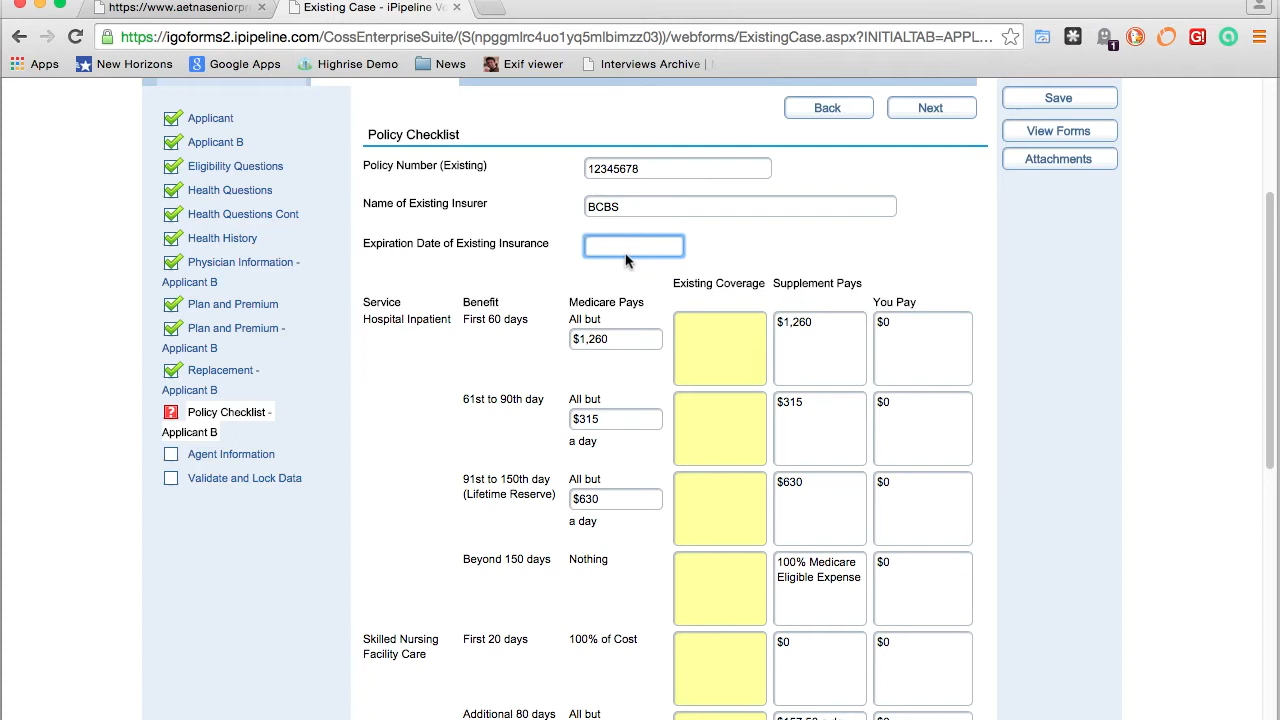 https://www.aetnaseniorpr
Existing Case - iPipeline Ve
https://igoforms2.ipipeline.com/CossEnterpriseSuite/(S(npggmlrc4uo1yq5mlbimzz03))/webforms/ExistingCase.aspx?INITIALTAB=APPL...
Apps New Horizons Google Apps Highrise Demo News Exif viewer Interviews Archive |
Back Next
Save
View Forms
Attachments
Applicant
Applicant B
Eligibility Questions
Health Questions
Health Questions Cont
Health History
Physician Information -
Applicant B
Plan and Premium
Plan and Premium -
Applicant B
Replacement -
Applicant B
Policy Checklist -
Applicant B
Agent Information
Validate and Lock Data
Policy Checklist
Policy Number (Existing) 12345678
Name of Existing Insurer BCBS
Expiration Date of Existing Insurance
Existing Coverage Supplement Pays
Service Benefit Medicare Pays You Pay
Hospital Inpatient First 60 days All but $1,260 $0
$1,260
61st to 90th day All but $315 $0
$315
a day
91st to 150th day All but $630 $0
(Lifetime Reserve) $630
a day
Beyond 150 days Nothing 100% Medicare $0
Eligible Expense
Skilled Nursing First 20 days 100% of Cost $0 $0
Facility Care
Additional 80 days All but